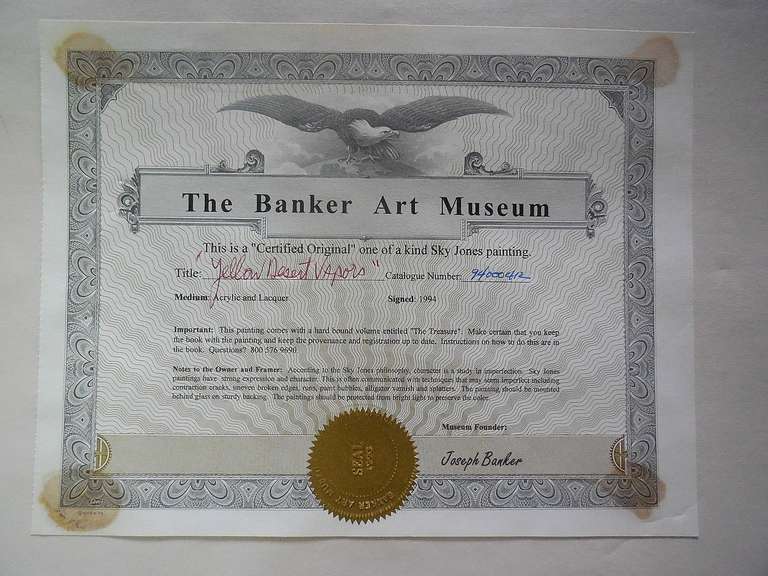 The Banker Art Museum
This is a "Certified Original" one of a kind Sky Jones painting.
Title: "Yellow Desert Vapors" Catalogue Number:
Medium: Acrylic and Lacquer Signed: 1994
Important: This painting comes with a hard bound volume entitled "The Treasure". Make certain that you keep
the book with the painting and keep the provenance and registration up to date. Instructions on how to do this are in
the book. Questions? 800 576 9690
Notes to the Owner and Framer: According to the Sky Jones philosophy, character is a study in imperfection. Sky Jones
paintings have strong expression and character. This is often communicated with techniques that may seem imperfect including
contraction cracks, uneven broken edges, runs, paint bubbles, alligator varnish and splatters. The painting should be mounted
behind glass on sturdy backing. The paintings should be protected from bright light to preserve the color.
Museum Founder:
Joseph Banker
SEAL
BANKER ART